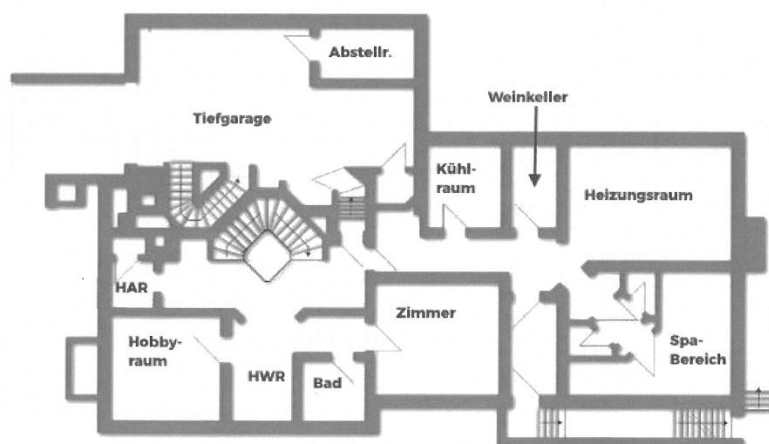 Abstellr.
Weinkeller
Tiefgarage
Kühl-
raum
Heizungsraum
HAR
Zimmer
Hobby-
raum
Spa-
Bereich
HWR
Bad